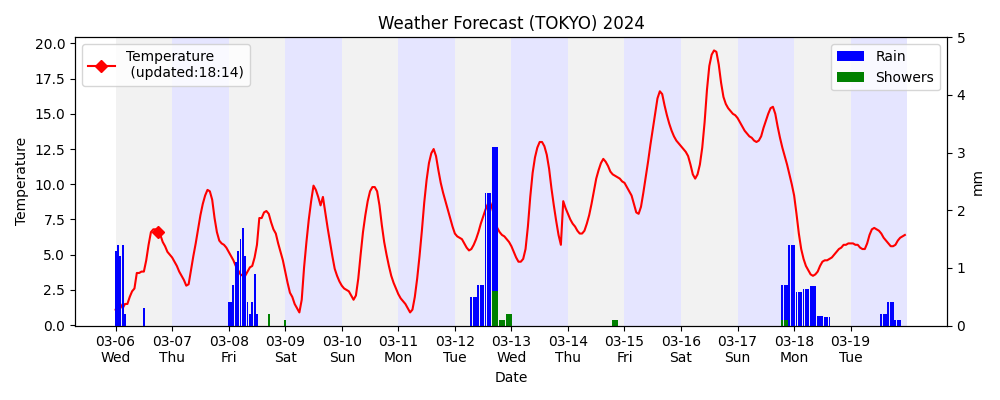 Weather Forecast (TOKYO) 2024
Temperature
(updated:18:14)
Rain
Showers
20.0
17.5
15.0
12.5
10.0
7.5
5.0
2.5
0.0
Temperature
5
4
3
2
1
0
mm
03-06 03-07 03-08 03-09 03-10 03-11 03-12 03-13 03-14 03-15 03-16 03-17 03-18 03-19
Wed Thu Fri Sat Sun Mon Tue Wed Thu Fri Sat Sun Mon Tue
Date